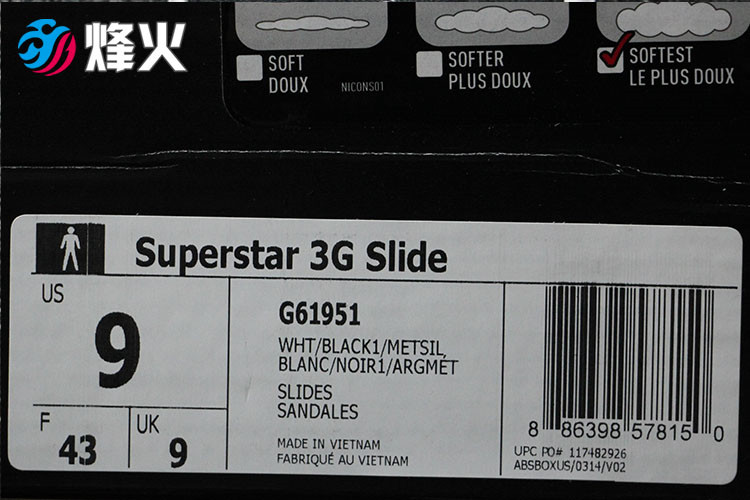 烽火
SOFT
DOUX
NICONS01
SOFTER
PLUS DOUX
SOFTEST
LE PLUS DOUX
Superstar 3G Slide
US
9
F
43
UK
9
G61951
WHT/BLACK1/METSIL,
BLANC/NOIR1/ARGMET
SLIDES
SANDALES
MADE IN VIETNAM
FABRIQUÉ AU VIETNAM
8 86398 57815 0
UPC PO# 117482926
ABSBOXUS/0314/V02